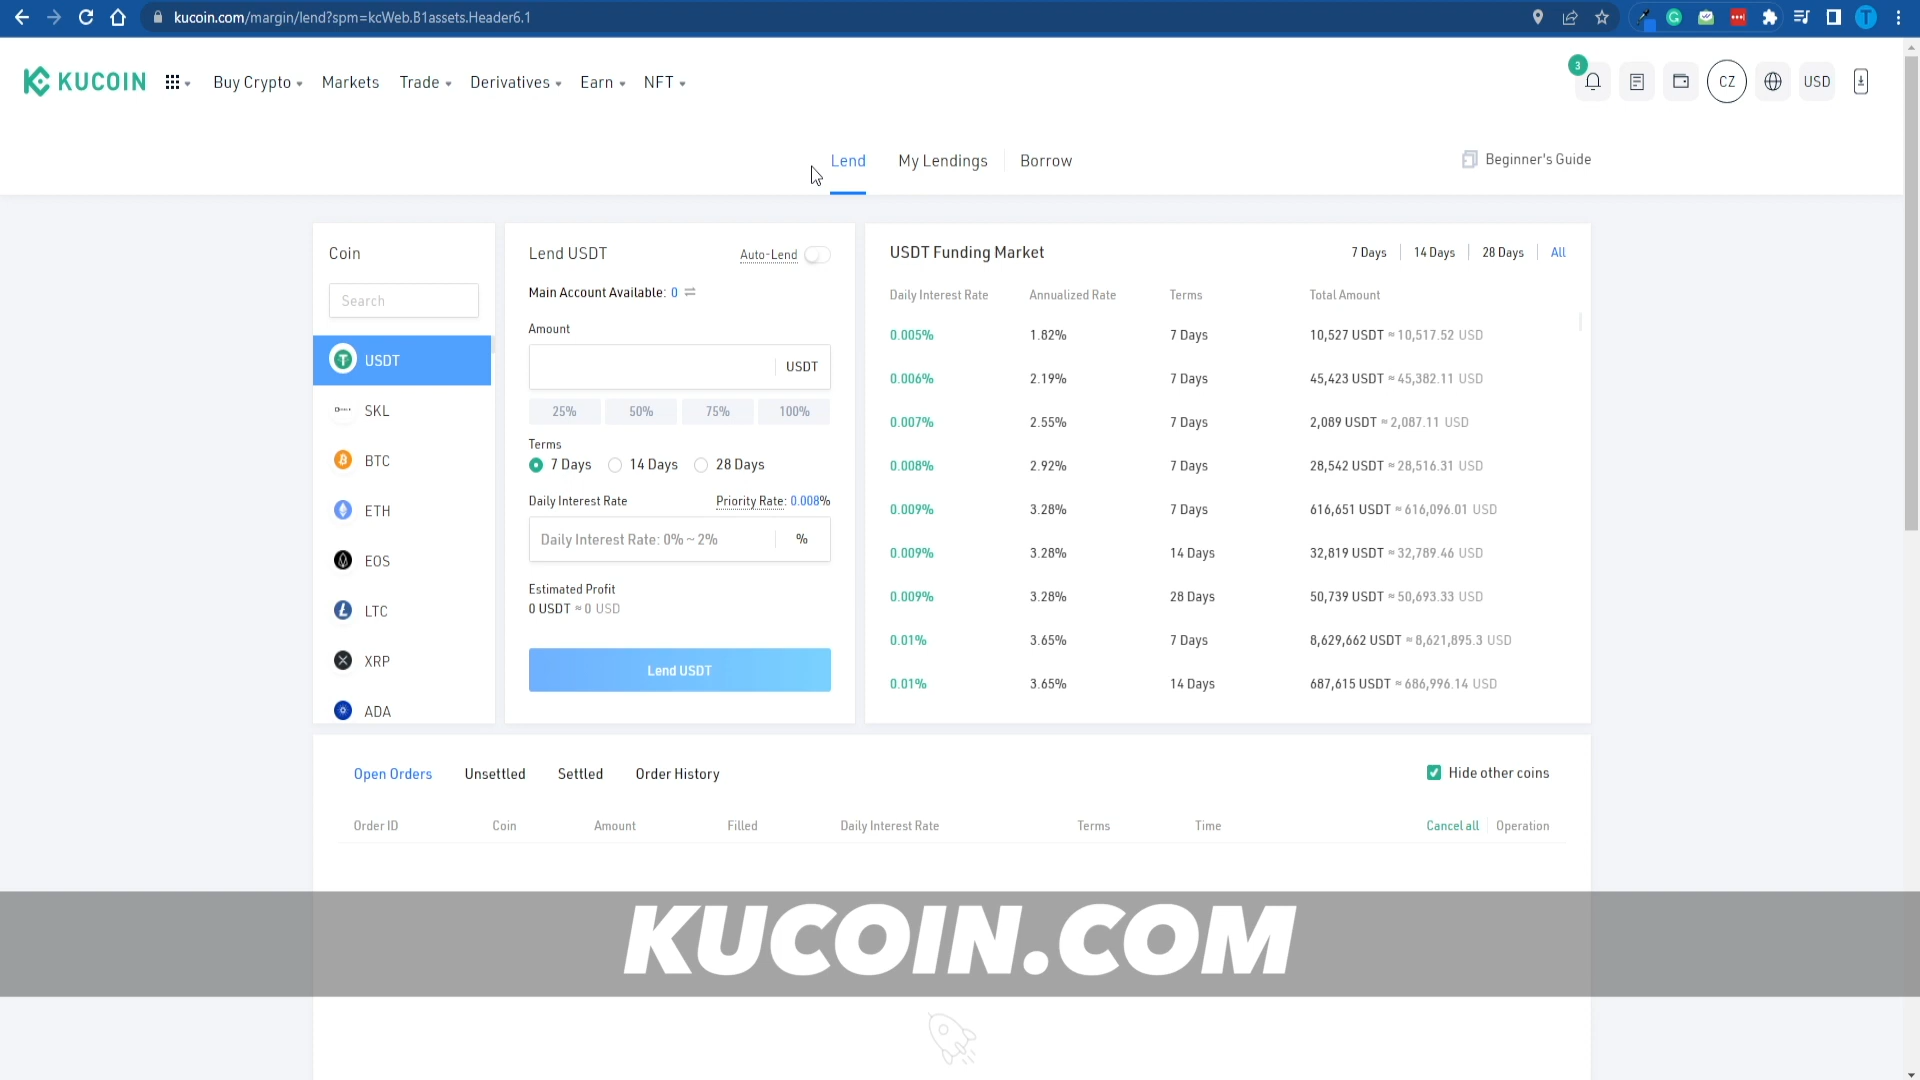 kucoin.com/margin/lend?spm=kcWeb.B1assets.Header6.1
KUCOIN Buy Crypto Markets Trade Derivatives Earn NFT 3 CZ USD
Lend My Lendings Borrow Beginner's Guide
Coin
Search
USDT
SKL
BTC
ETH
EOS
LTC
XRP
ADA
Lend USDT Auto-Lend
Main Account Available: 0
Amount
USDT
25% 50% 75% 100%
Terms
7 Days 14 Days 28 Days
Daily Interest Rate Priority Rate: 0.008%
Daily Interest Rate: 0% ~ 2% %
Estimated Profit
0 USDT ≈ 0 USD
Lend USDT
USDT Funding Market 7 Days 14 Days 28 Days All
Daily Interest Rate Annualized Rate Terms Total Amount
0.005% 1.82% 7 Days 10,527 USDT ≈ 10,517.52 USD
0.006% 2.19% 7 Days 45,423 USDT ≈ 45,382.11 USD
0.007% 2.55% 7 Days 2,089 USDT ≈ 2,087.11 USD
0.008% 2.92% 7 Days 28,542 USDT ≈ 28,516.31 USD
0.009% 3.28% 7 Days 616,651 USDT ≈ 616,096.01 USD
0.009% 3.28% 14 Days 32,819 USDT ≈ 32,789.46 USD
0.009% 3.28% 28 Days 50,739 USDT ≈ 50,693.33 USD
0.01% 3.65% 7 Days 8,629,662 USDT ≈ 8,621,895.3 USD
0.01% 3.65% 14 Days 687,615 USDT ≈ 686,996.14 USD
Open Orders Unsettled Settled Order History Hide other coins
Order ID Coin Amount Filled Daily Interest Rate Terms Time Cancel all Operation
KUCOIN.COM